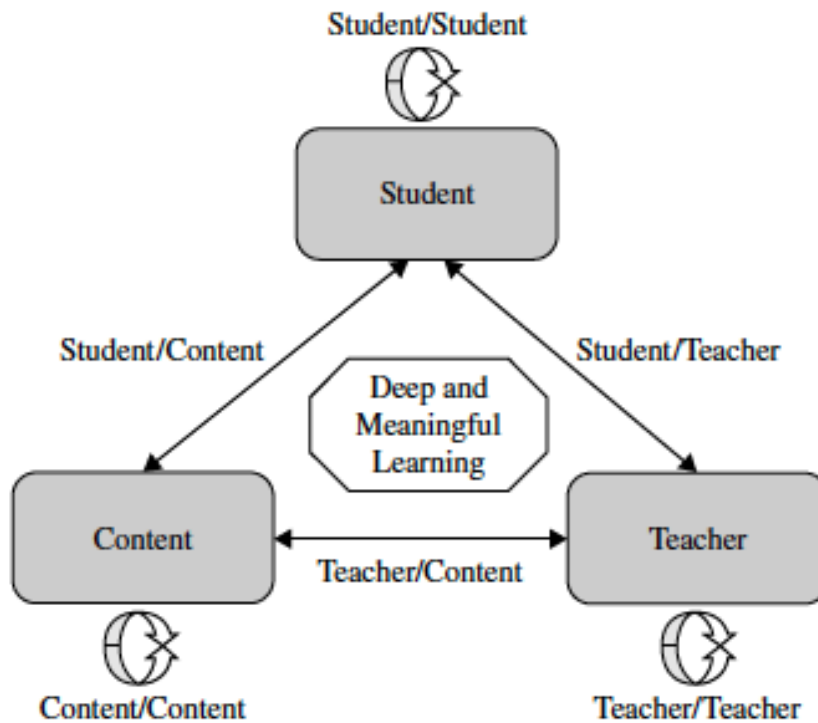 Student/Student
Student
Student/Content
Student/Teacher
Deep and
Meaningful
Learning
Content
Teacher
Teacher/Content
Content/Content
Teacher/Teacher